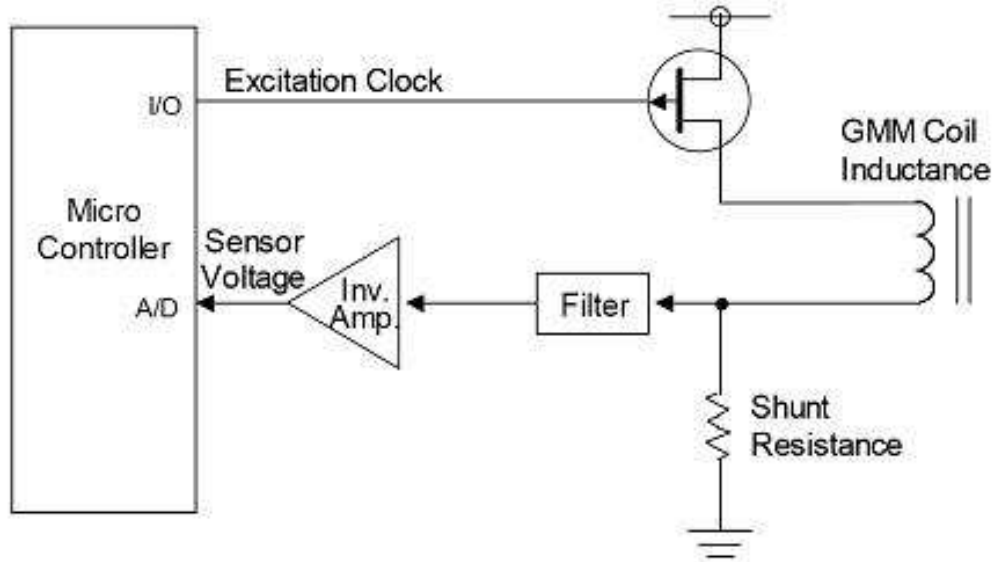 I/O
Excitation Clock
GMM Coil
Inductance
Micro
Controller
Sensor
Voltage
A/D
Inv.
Amp.
Filter
Shunt
Resistance